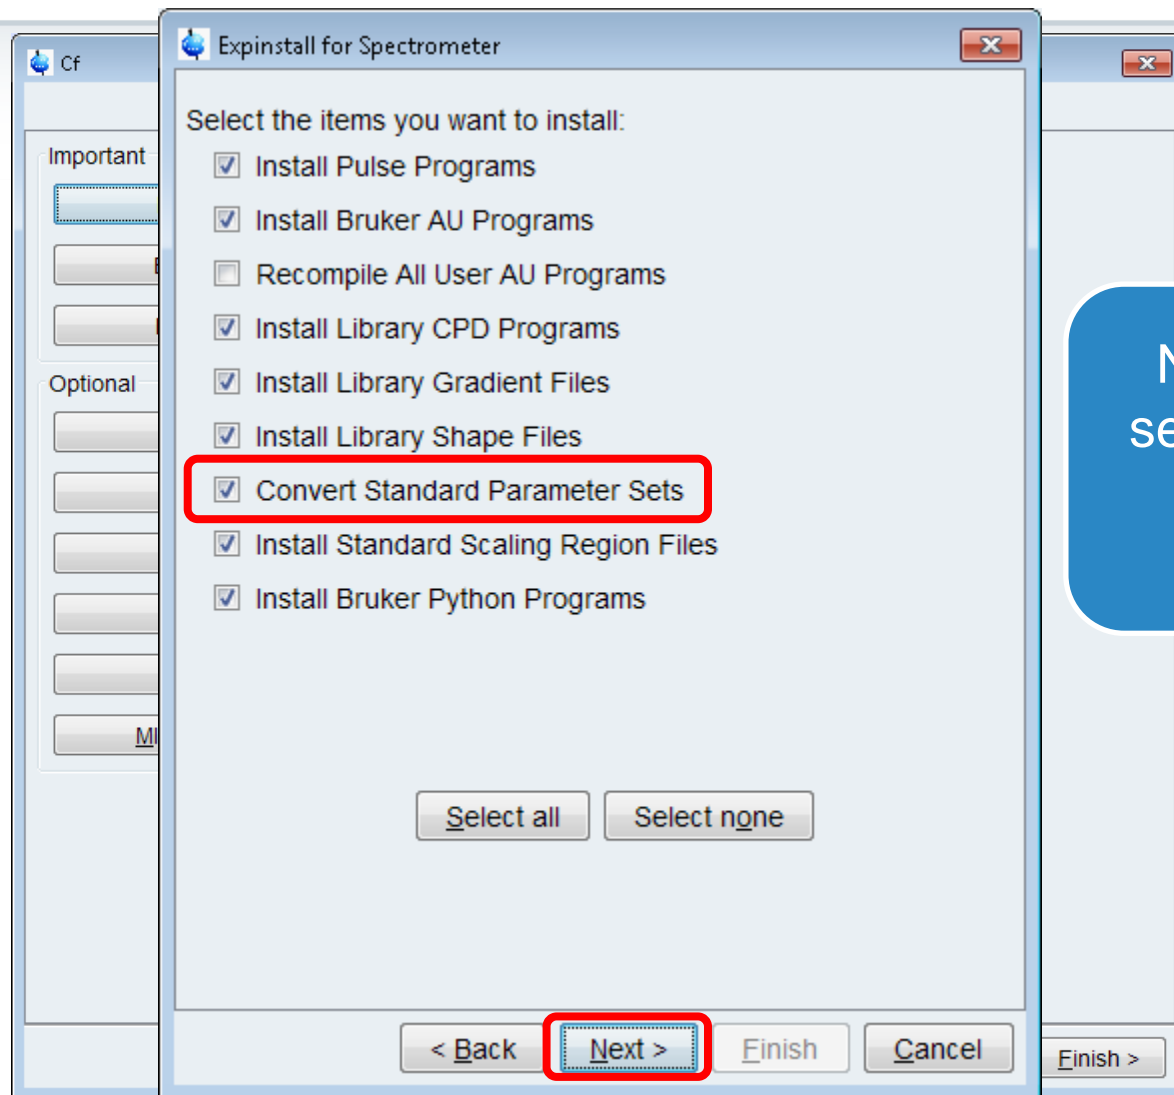 Expinstall for Spectrometer
Cf
Select the items you want to install:
Important
Install Pulse Programs
Install Bruker AU Programs
Recompile All User AU Programs
Install Library CPD Programs
Install Library Gradient Files
Optional
Install Library Shape Files
Convert Standard Parameter Sets
Install Standard Scaling Region Files
Install Bruker Python Programs
Select all
Select none
< Back
Next >
Finish
Cancel
Finish >